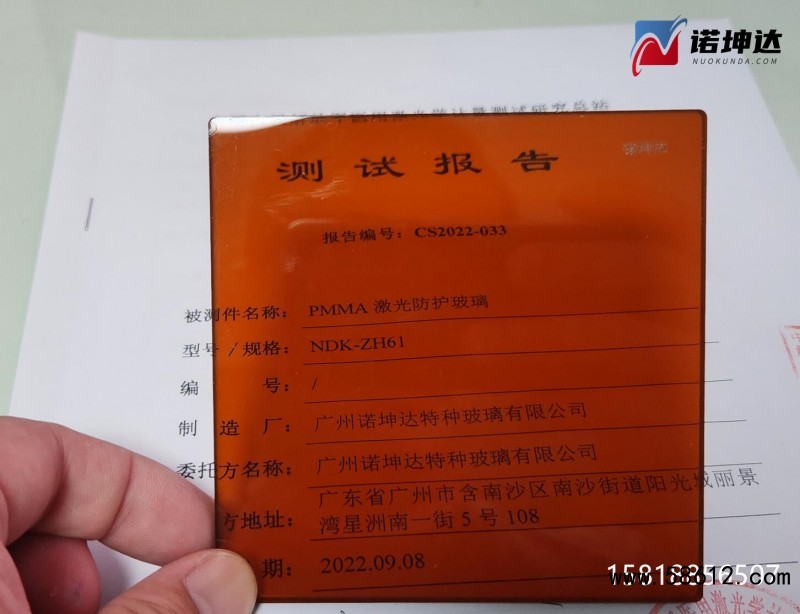 诺坤达
NUOKUNDA.COM
测试报告
报告编号：CS2022-033
被测件名称：PMMA 激光防护玻璃
型号/规格：NDK-ZH61
编 号：/
制 造 厂：广州诺坤达特种玻璃有限公司
委托方名称：广州诺坤达特种玻璃有限公司
方地址：广东省广州市含南沙区南沙街道阳光城丽景
湾星洲南一街 5 号 108
期：2022.09.08